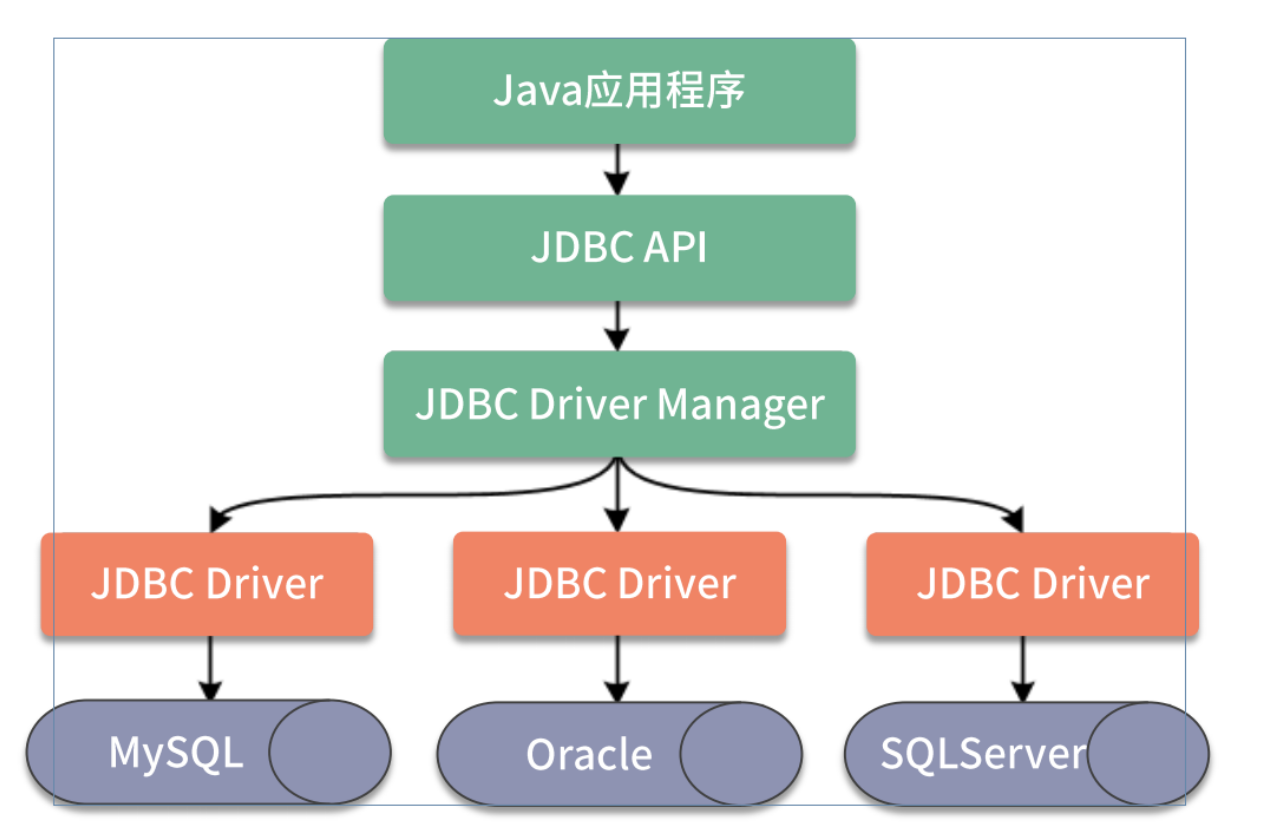 Java应用程序
JDBC API
JDBC Driver Manager
JDBC Driver
JDBC Driver
JDBC Driver
MySQL
Oracle
SQLServer